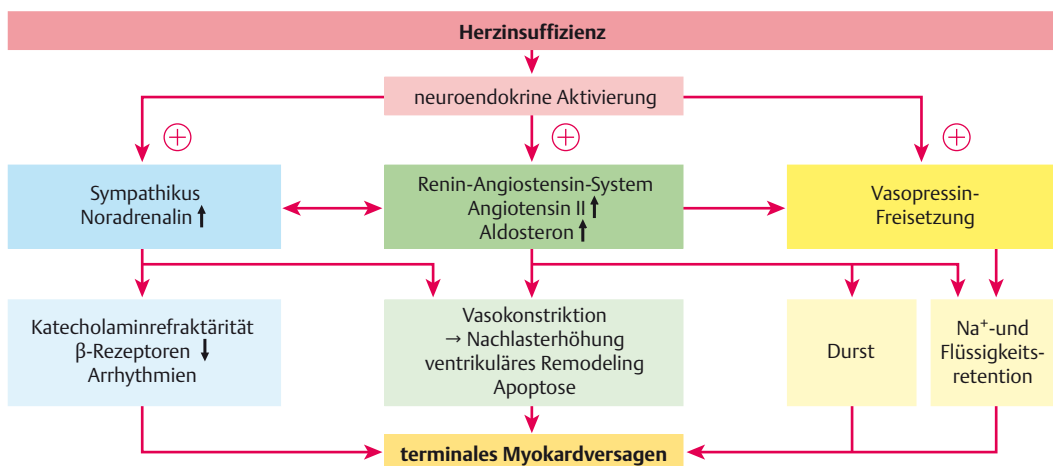 Herzinsuffizienz
neuroendokrine Aktivierung
+
+
+
Sympathikus
Noradrenalin ↑
Renin-Angiostensin-System
Angiotensin II ↑
Aldosteron ↑
Vasopressin-
Freisetzung
Katecholaminrefraktärität
β-Rezeptoren ↓
Arrhythmien
Vasokonstriktion
→ Nachlasterhöhung
ventrikuläres Remodeling
Apoptose
Durst
Na⁺-und
Flüssigkeits-
retention
terminales Myokardversagen